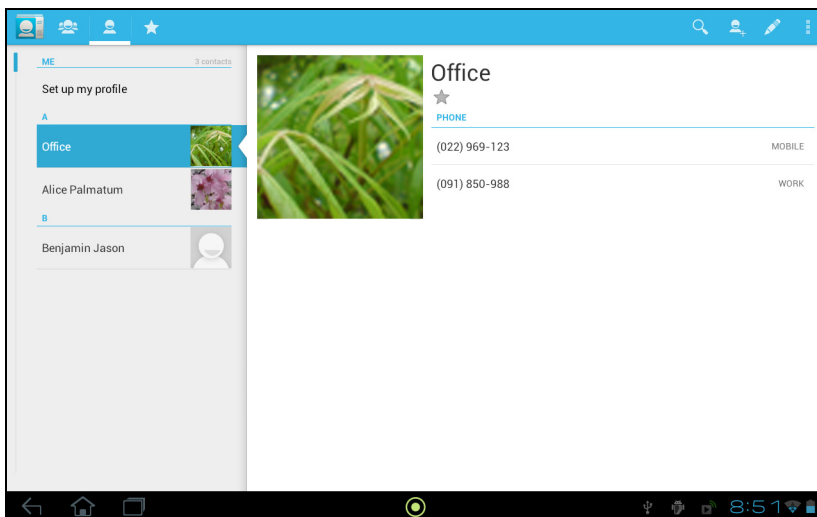 ME 3 contacts
Set up my profile
A
Office
Alice Palmatum
B
Benjamin Jason
Office
PHONE
(022) 969-123 MOBILE
(091) 850-988 WORK
8:51